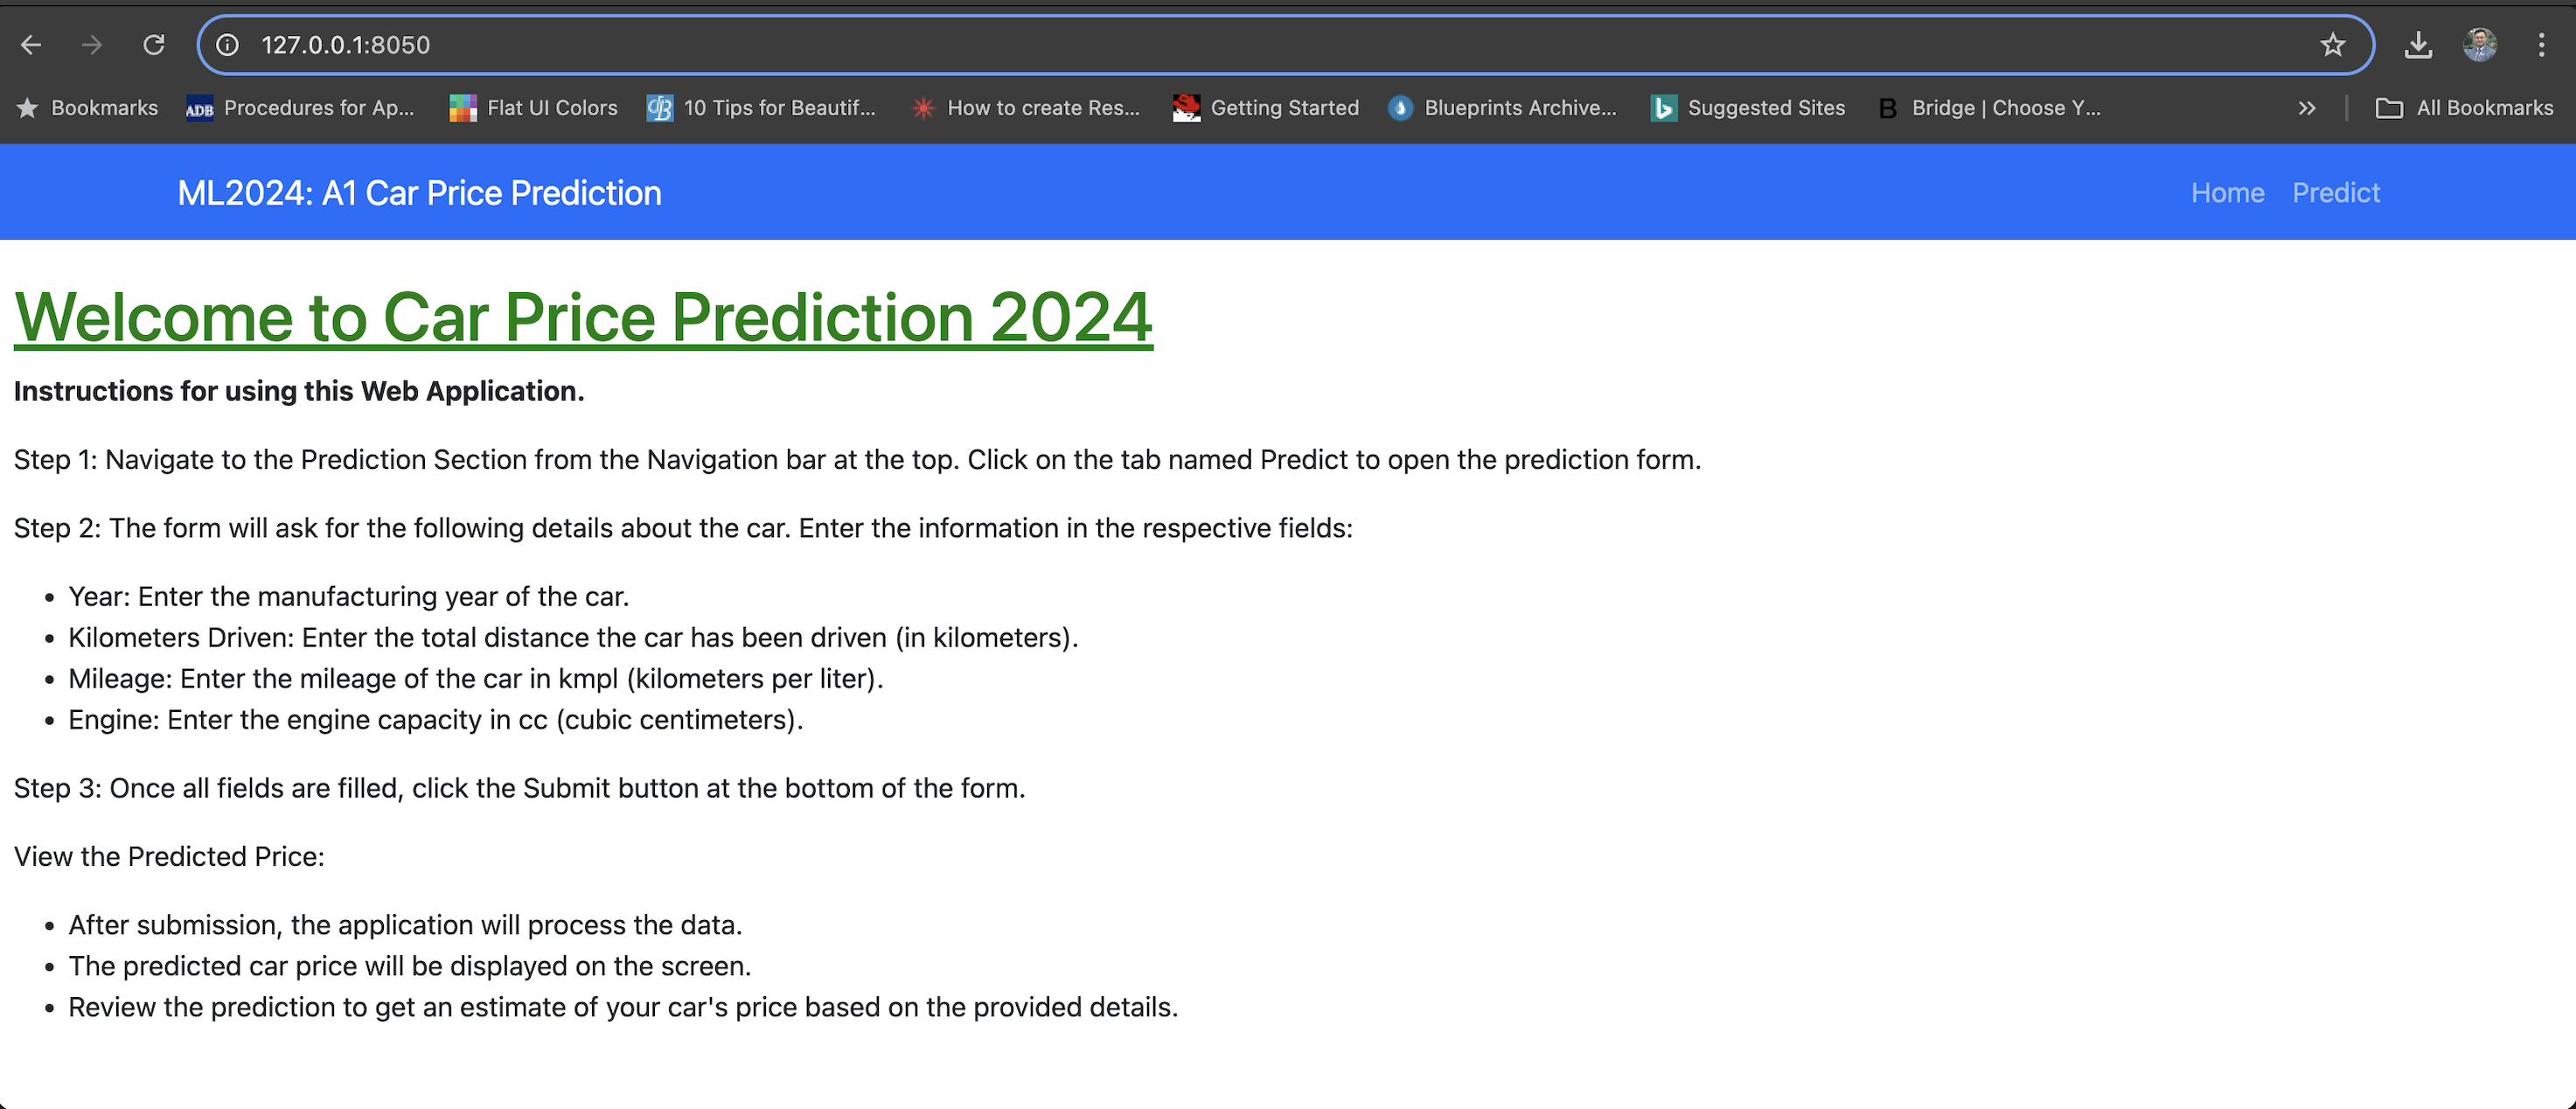 127.0.0.1:8050
Bookmarks ADB Procedures for Ap... Flat UI Colors 10 Tips for Beautif... How to create Res... Getting Started Blueprints Archive... b Suggested Sites B Bridge | Choose Y... All Bookmarks
ML2024: A1 Car Price Prediction Home Predict
Welcome to Car Price Prediction 2024
Instructions for using this Web Application.
Step 1: Navigate to the Prediction Section from the Navigation bar at the top. Click on the tab named Predict to open the prediction form.
Step 2: The form will ask for the following details about the car. Enter the information in the respective fields:
• Year: Enter the manufacturing year of the car.
• Kilometers Driven: Enter the total distance the car has been driven (in kilometers).
• Mileage: Enter the mileage of the car in kmpl (kilometers per liter).
• Engine: Enter the engine capacity in cc (cubic centimeters).
Step 3: Once all fields are filled, click the Submit button at the bottom of the form.
View the Predicted Price:
• After submission, the application will process the data.
• The predicted car price will be displayed on the screen.
• Review the prediction to get an estimate of your car's price based on the provided details.